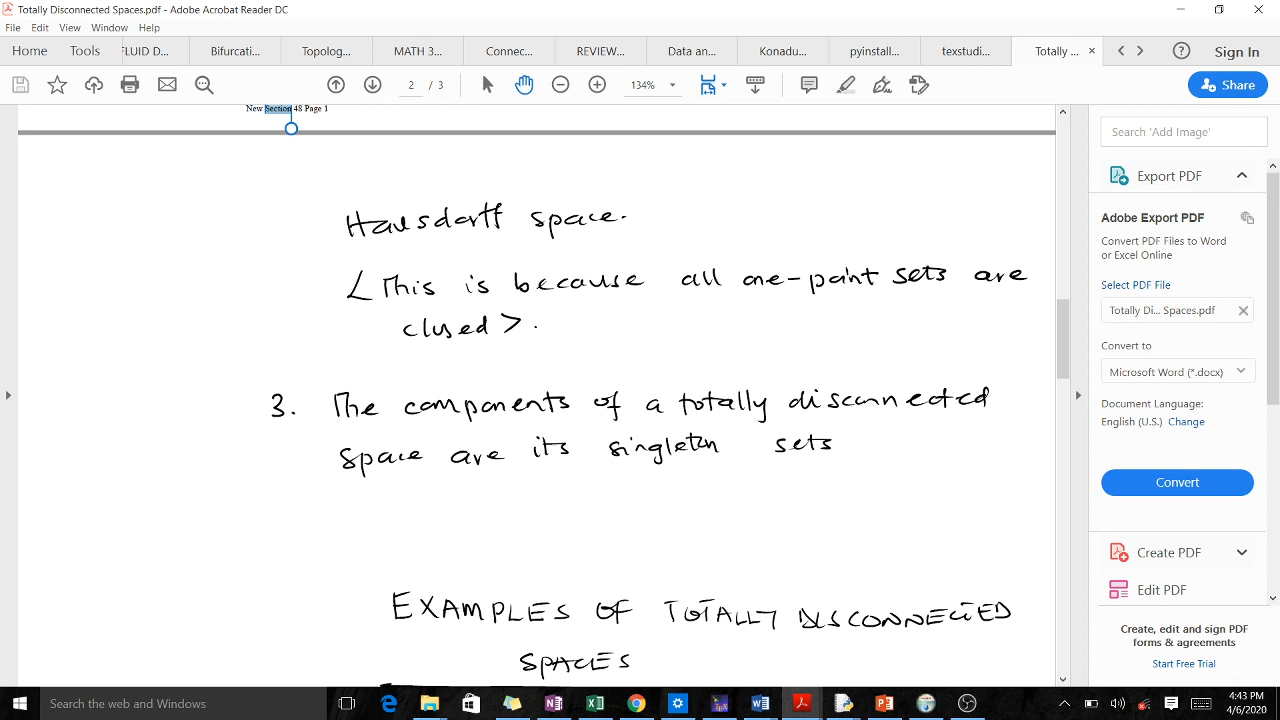 Totally Disconnected Spaces.pdf - Adobe Acrobat Reader DC
File Edit View Window Help
Home Tools FLUID D... Bifurcati... Topolog... MATH 3... Connec... REVIEW... Data an... Konadu... pyinstall... texstudi... Totally ... × Sign In
2 / 3 134% Share
New Section 48 Page 1
Hausdorff space.
< This is because all one-point sets are
closed > .
3. The components of a totally disconnected
space are its singleton sets
EXAMPLES OF TOTALLY DISCONNECTED
SPACES
Search 'Add Image'
Export PDF
Adobe Export PDF
Convert PDF Files to Word
or Excel Online
Select PDF File
Totally Di... Spaces.pdf
Convert to
Microsoft Word (*.docx)
Document Language:
English (U.S.) Change
Convert
Create PDF
Edit PDF
Create, edit and sign PDF
forms & agreements
Start Free Trial
Search the web and Windows
4:43 PM
4/6/2020